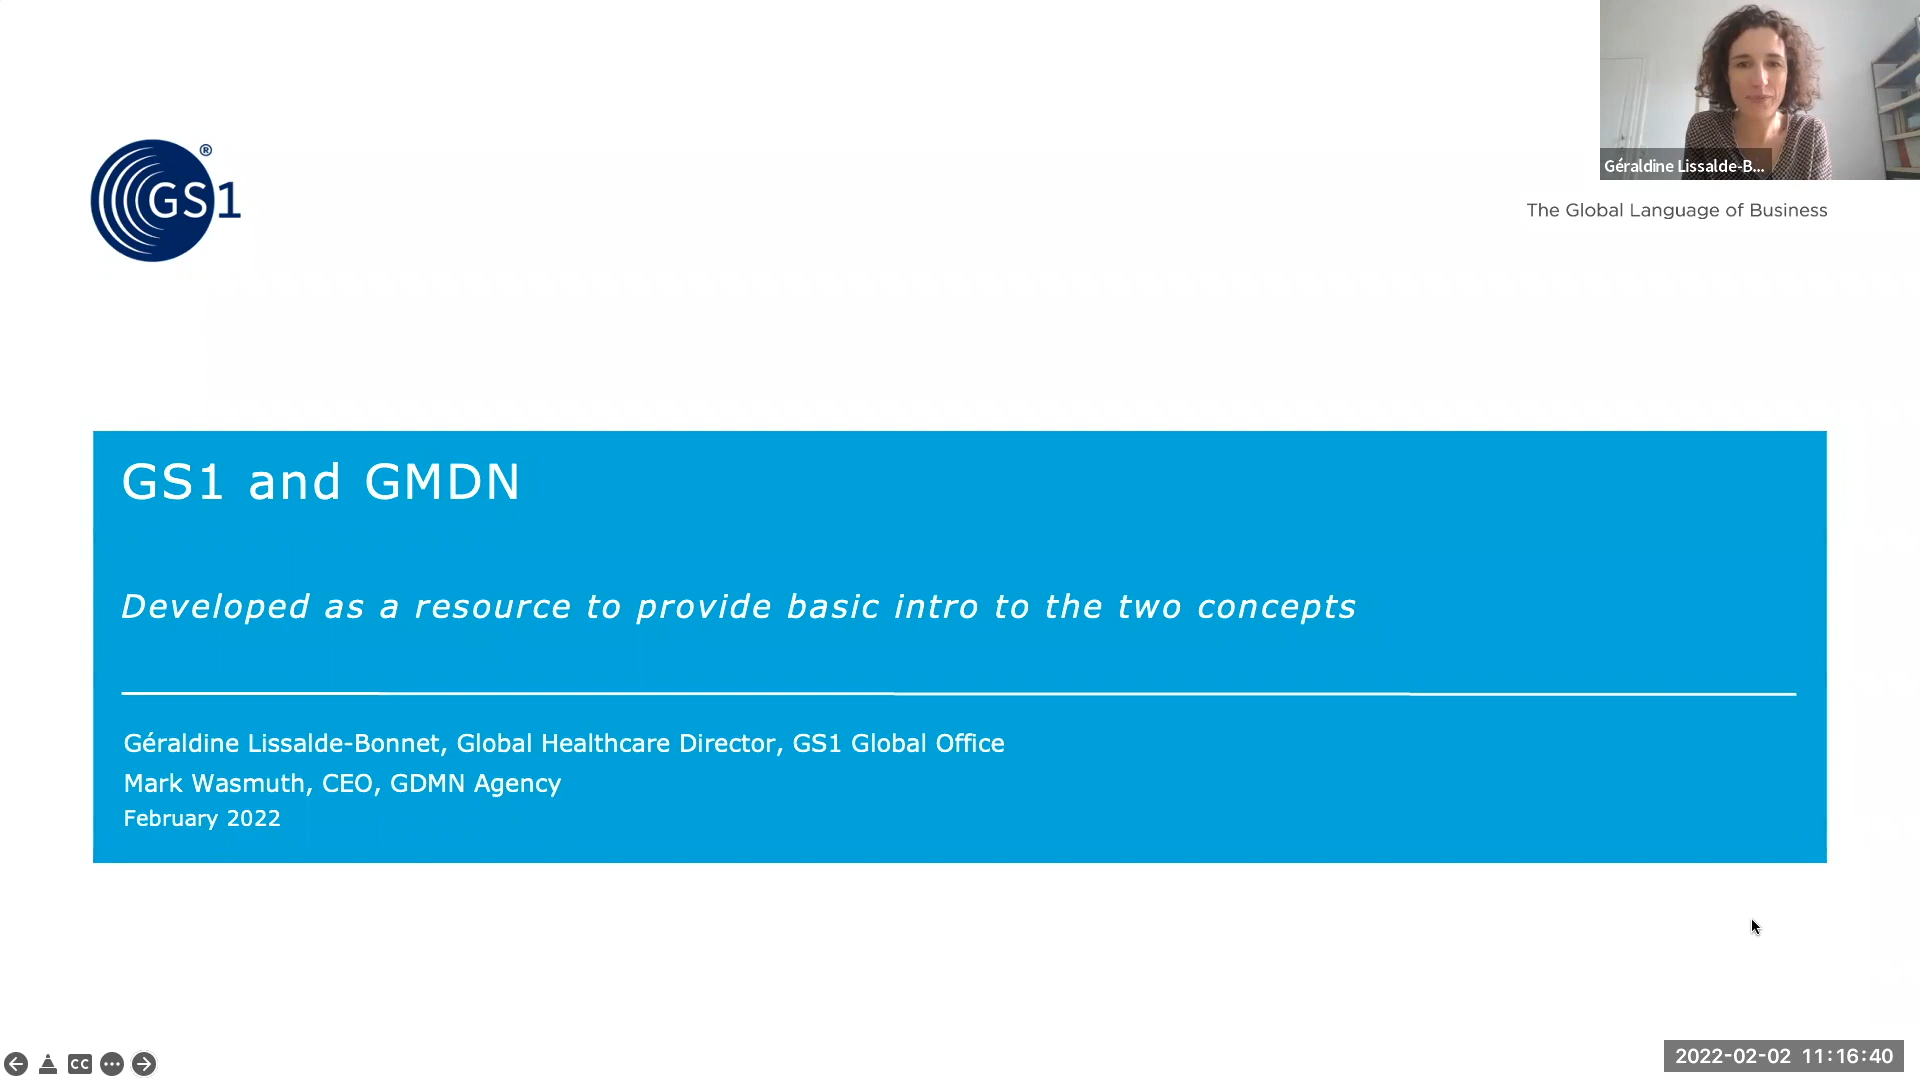 GS1
®
Géraldine Lissalde-B...
The Global Language of Business
GS1 and GMDN
Developed as a resource to provide basic intro to the two concepts
Géraldine Lissalde-Bonnet, Global Healthcare Director, GS1 Global Office
Mark Wasmuth, CEO, GDMN Agency
February 2022
CC
2022-02-02 11:16:40